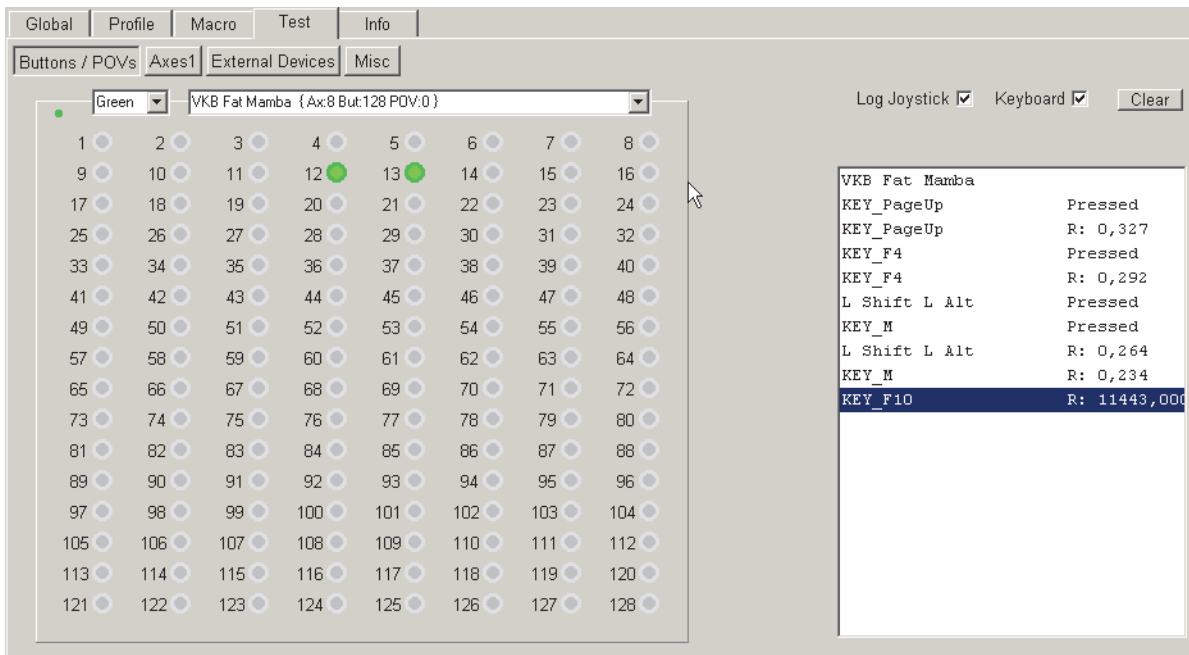 Global Profile Macro Test Info
Buttons / POVs Axes1 External Devices Misc
Green VKB Fat Mamba { Ax:8 But:128 POV:0 } Log Joystick Keyboard Clear
1 2 3 4 5 6 7 8
9 10 11 12 13 14 15 16
17 18 19 20 21 22 23 24
25 26 27 28 29 30 31 32
33 34 35 36 37 38 39 40
41 42 43 44 45 46 47 48
49 50 51 52 53 54 55 56
57 58 59 60 61 62 63 64
65 66 67 68 69 70 71 72
73 74 75 76 77 78 79 80
81 82 83 84 85 86 87 88
89 90 91 92 93 94 95 96
97 98 99 100 101 102 103 104
105 106 107 108 109 110 111 112
113 114 115 116 117 118 119 120
121 122 123 124 125 126 127 128
VKB Fat Mamba
KEY_PageUp Pressed
KEY_PageUp R: 0,327
KEY_F4 Pressed
KEY_F4 R: 0,292
L Shift L Alt Pressed
KEY_M Pressed
L Shift L Alt R: 0,264
KEY_M R: 0,234
KEY_F10 R: 11443,000